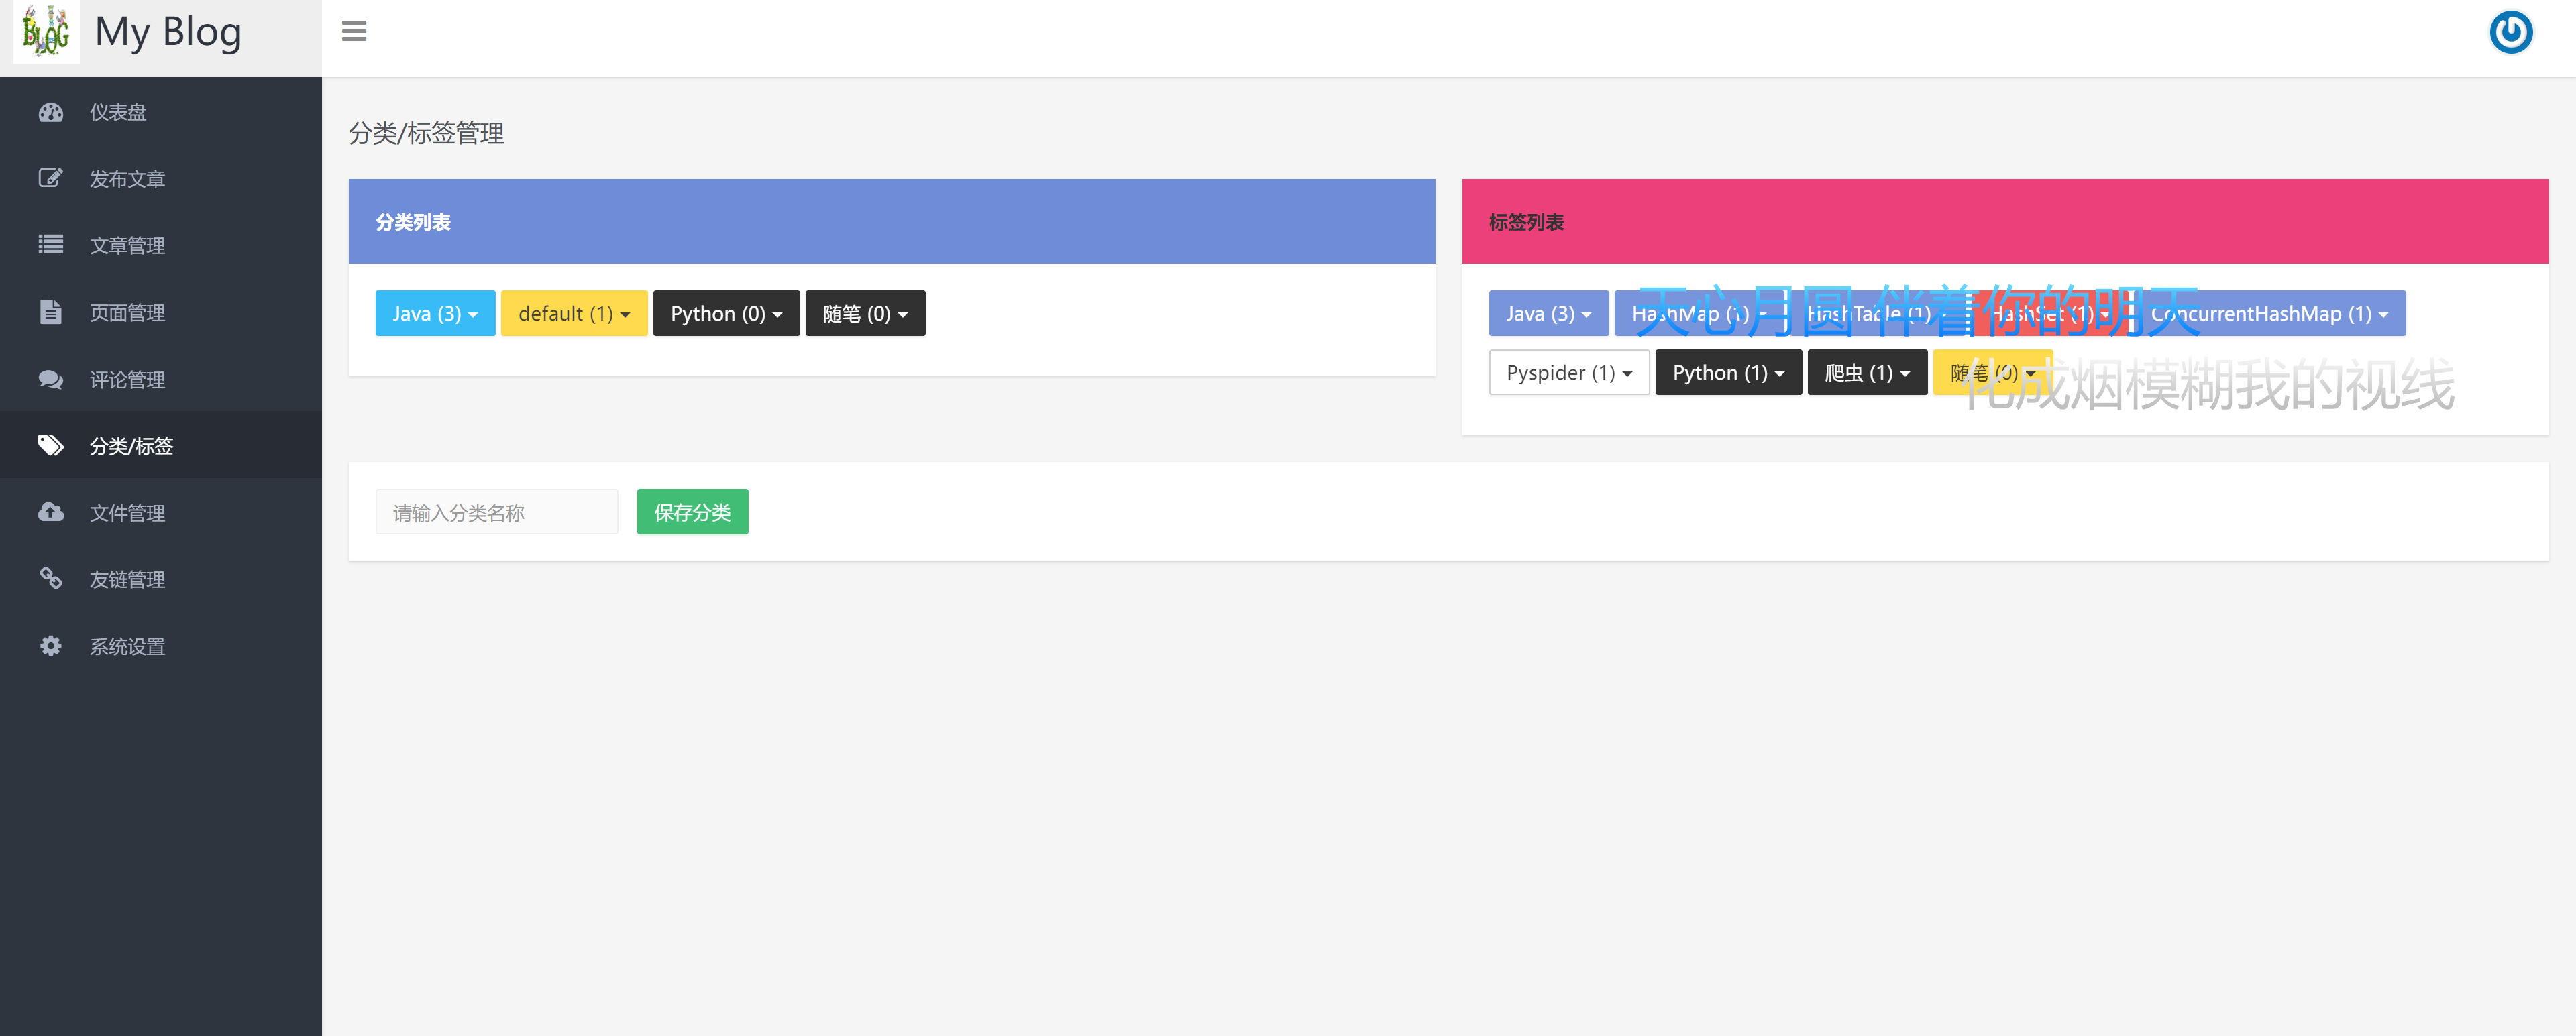 BLOG
My Blog
仪表盘
发布文章
文章管理
页面管理
评论管理
分类/标签
文件管理
友链管理
系统设置
分类/标签管理
分类列表
Java (3)
default (1)
Python (0)
随笔 (0)
标签列表
Java (3)
HashMap (1)
HashTable (1)
HashSet (1)
ConcurrentHashMap (1)
天心月圆 伴着你的明天
Pyspider (1)
Python (1)
爬虫 (1)
随笔 (0)
化成烟模糊我的视线
请输入分类名称
保存分类